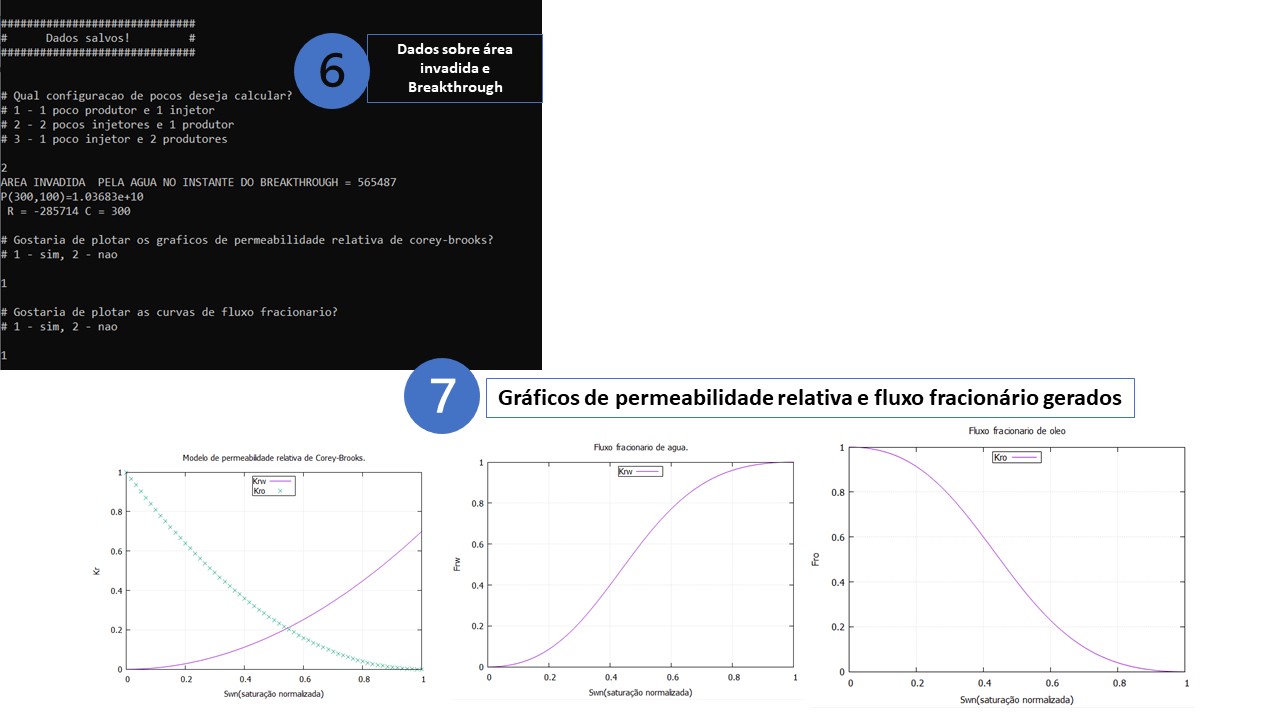 ##############################
#      Dados salvos!         #
##############################
# Qual configuracao de pocos deseja calcular?
# 1 - 1 poco produtor e 1 injetor
# 2 - 2 pocos injetores e 1 produtor
# 3 - 1 poco injetor e 2 produtores
2
AREA INVADIDA  PELA AGUA NO INSTANTE DO BREAKTHROUGH = 565487
P(300,100)=1.03683e+10
R = -285714 C = 300
# Gostaria de plotar os graficos de permeabilidade relativa de corey-brooks?
# 1 - sim, 2 - nao
1
# Gostaria de plotar as curvas de fluxo fracionario?
# 1 - sim, 2 - nao
1
6
Dados sobre área
invadida e
Breakthrough
7
Gráficos de permeabilidade relativa e fluxo fracionário gerados
Modelo de permeabilidade relativa de Corey-Brooks.
Krw
Kro
1
0.8
0.6
0.4
0.2
0
Kr
0 0.2 0.4 0.6 0.8 1
Swn(saturação normalizada)
Fluxo fracionario de agua.
Krw
1
0.8
0.6
0.4
0.2
0
Frw
0 0.2 0.4 0.6 0.8 1
Swn(saturação normalizada)
Fluxo fracionario de oleo
Kro
1
0.8
0.6
0.4
0.2
0
Fro
0 0.2 0.4 0.6 0.8 1
Swn(saturação normalizada)